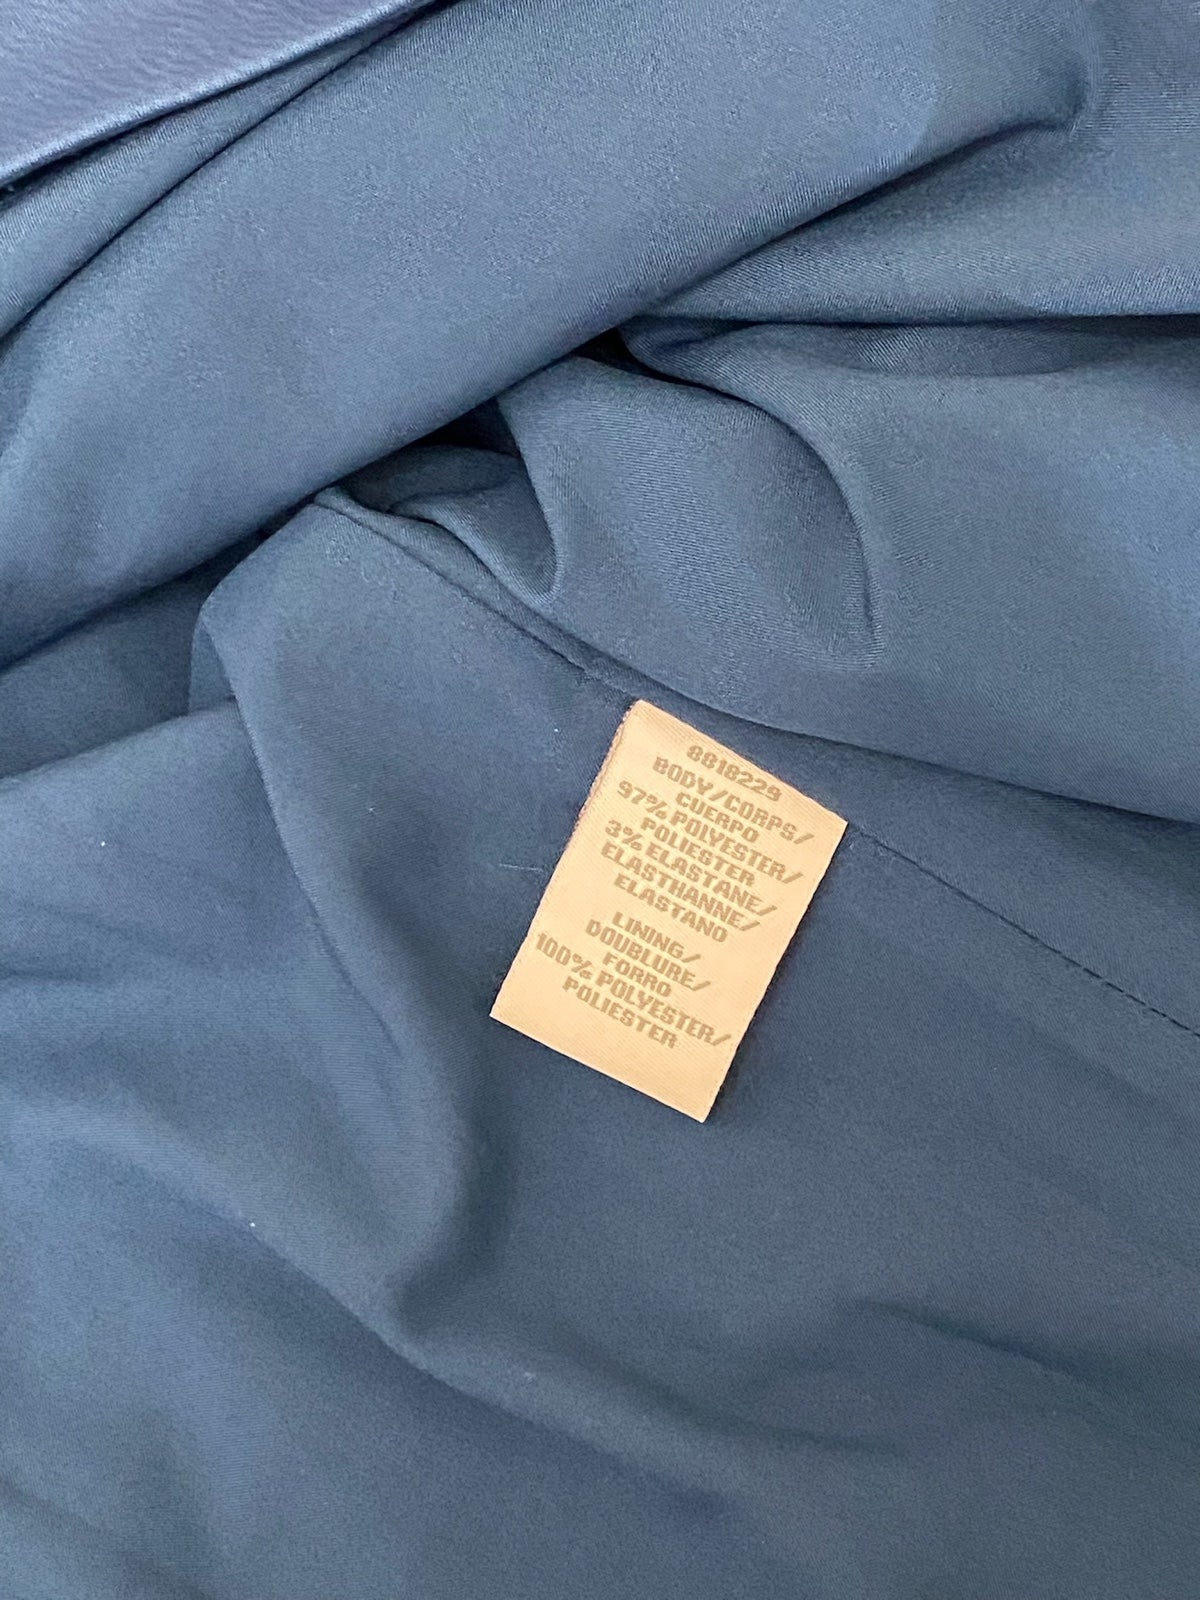 8818229
BODY/CORPS/
CUERPO
97% POLYESTER/
POLIESTER
3% ELASTANE/
ELASTHANNE/
ELASTANO
LINING/
DOUBLURE/
FORRO
100% POLYESTER/
POLIESTER